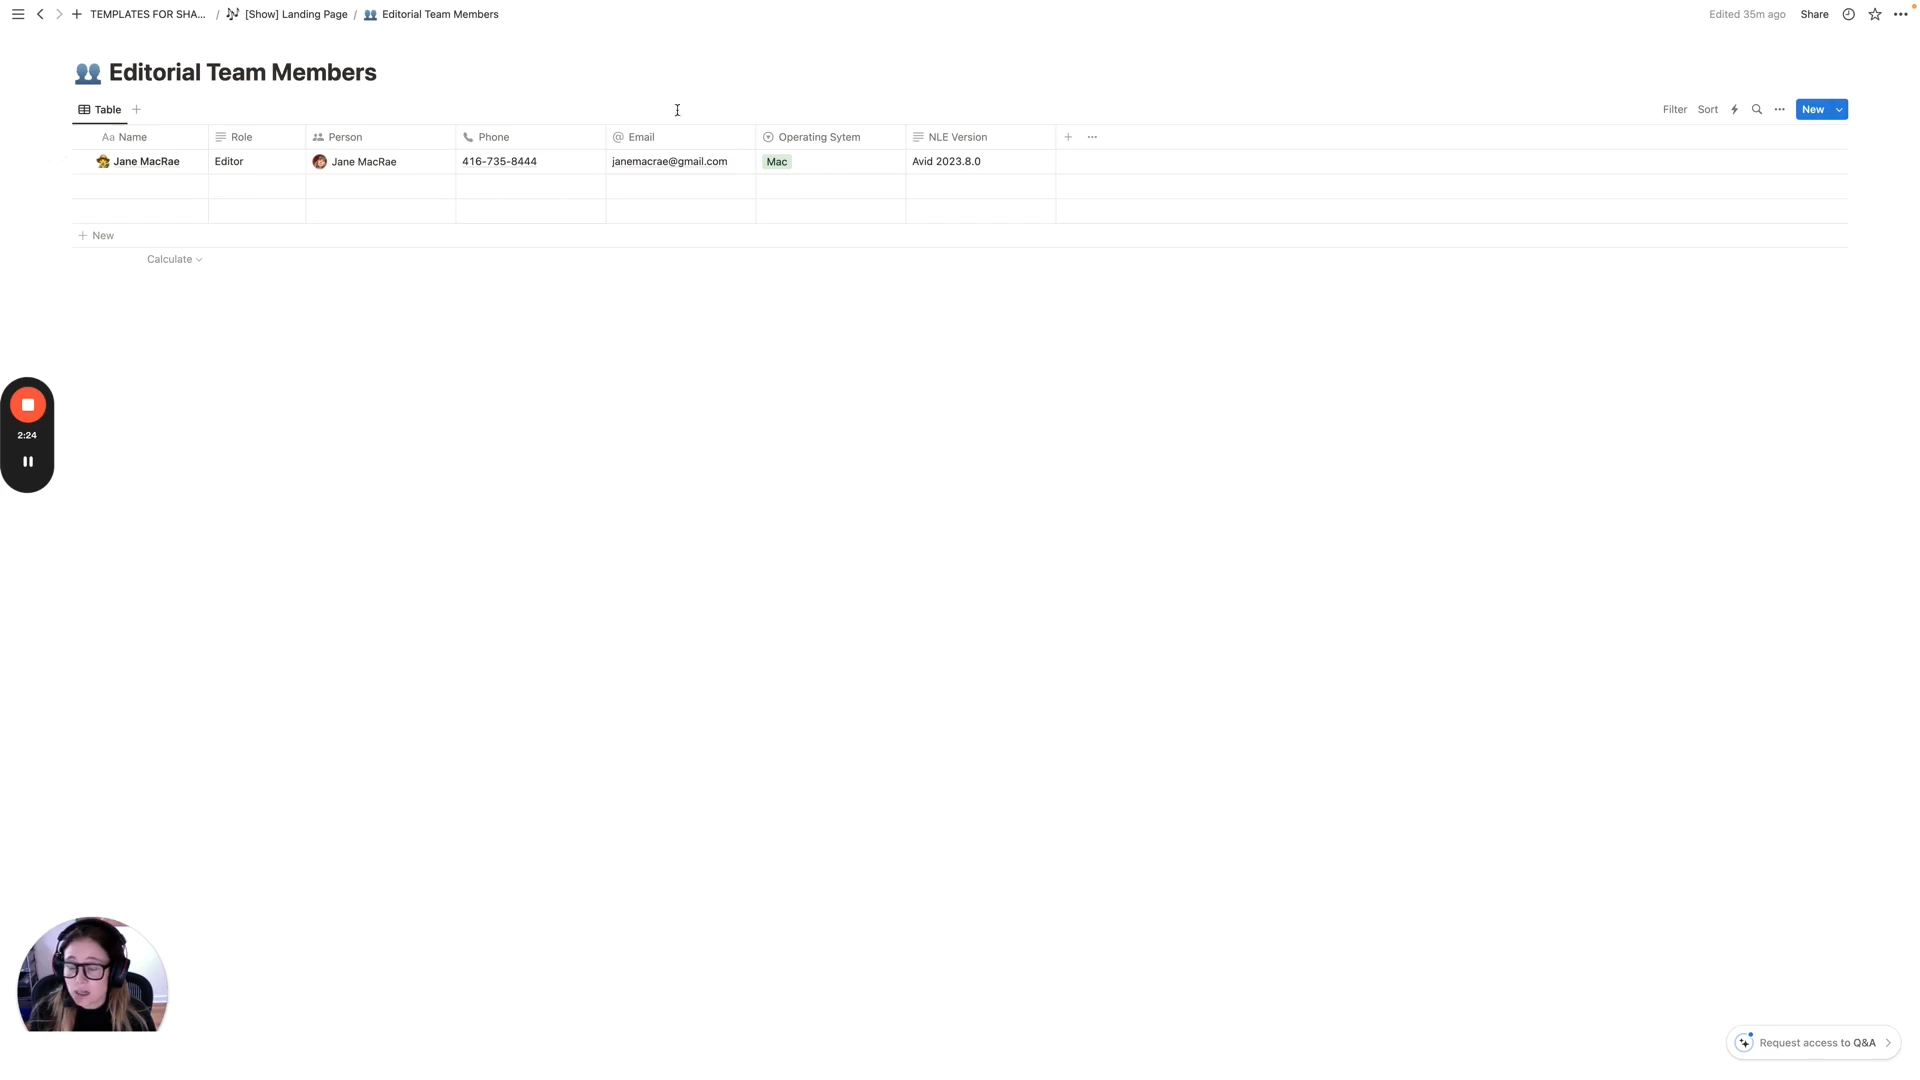 TEMPLATES FOR SHA... / [Show] Landing Page / Editorial Team Members
Edited 35m ago Share
Editorial Team Members
Table
Filter Sort New
Aa Name Role Person Phone Email Operating Sytem NLE Version
Jane MacRae Editor Jane MacRae 416-735-8444 janemacrae@gmail.com Mac Avid 2023.8.0
New
Calculate
2:24
Request access to Q&A